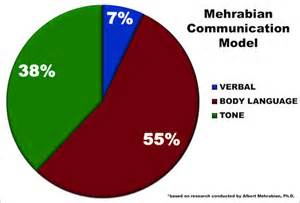 Mehrabian
Communication
Model
7%
38%
55%
VERBAL
BODY LANGUAGE
TONE
*based on research conducted by Albert Mehrabian, Ph.D.